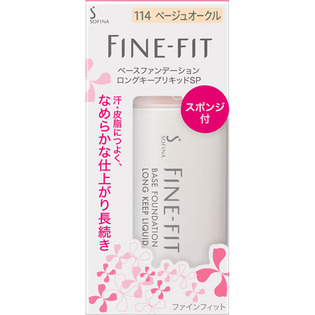 S
SOFINA
114 ベージュオークル
FINE-FIT
ベースファンデーション
ロングキープリキッドSP
スポンジ
付
汗・皮脂につよく、
なめらかな仕上がり長続き
S
SOFINA
FINE-FIT
BASE FOUNDATION
LONG KEEP LIQUID
ファインフィット